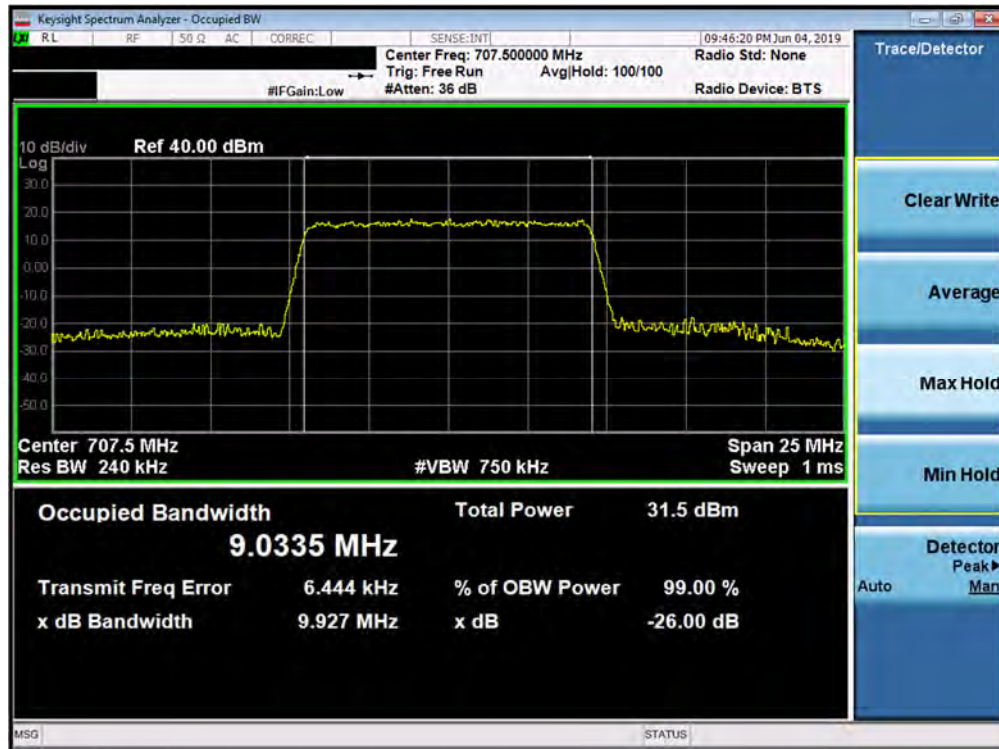 Keysight Spectrum Analyzer - Occupied BW
LXI RL RF 50 Ω AC CORREC SENSE:INT 09:46:20 PM Jun 04, 2019
Center Freq: 707.500000 MHz Radio Std: None
Trig: Free Run Avg|Hold: 100/100
#IFGain:Low #Atten: 36 dB Radio Device: BTS
10 dB/div Ref 40.00 dBm
Log
30.0
20.0
10.0
0.00
-10.0
-20.0
-30.0
-40.0
-50.0
Center 707.5 MHz Span 25 MHz
Res BW 240 kHz #VBW 750 kHz Sweep 1 ms
Occupied Bandwidth Total Power 31.5 dBm
9.0335 MHz
Transmit Freq Error 6.444 kHz % of OBW Power 99.00 %
x dB Bandwidth 9.927 MHz x dB -26.00 dB
MSG STATUS
Trace/Detector
Clear Write
Average
Max Hold
Min Hold
Detector
Peak▶
Auto Man